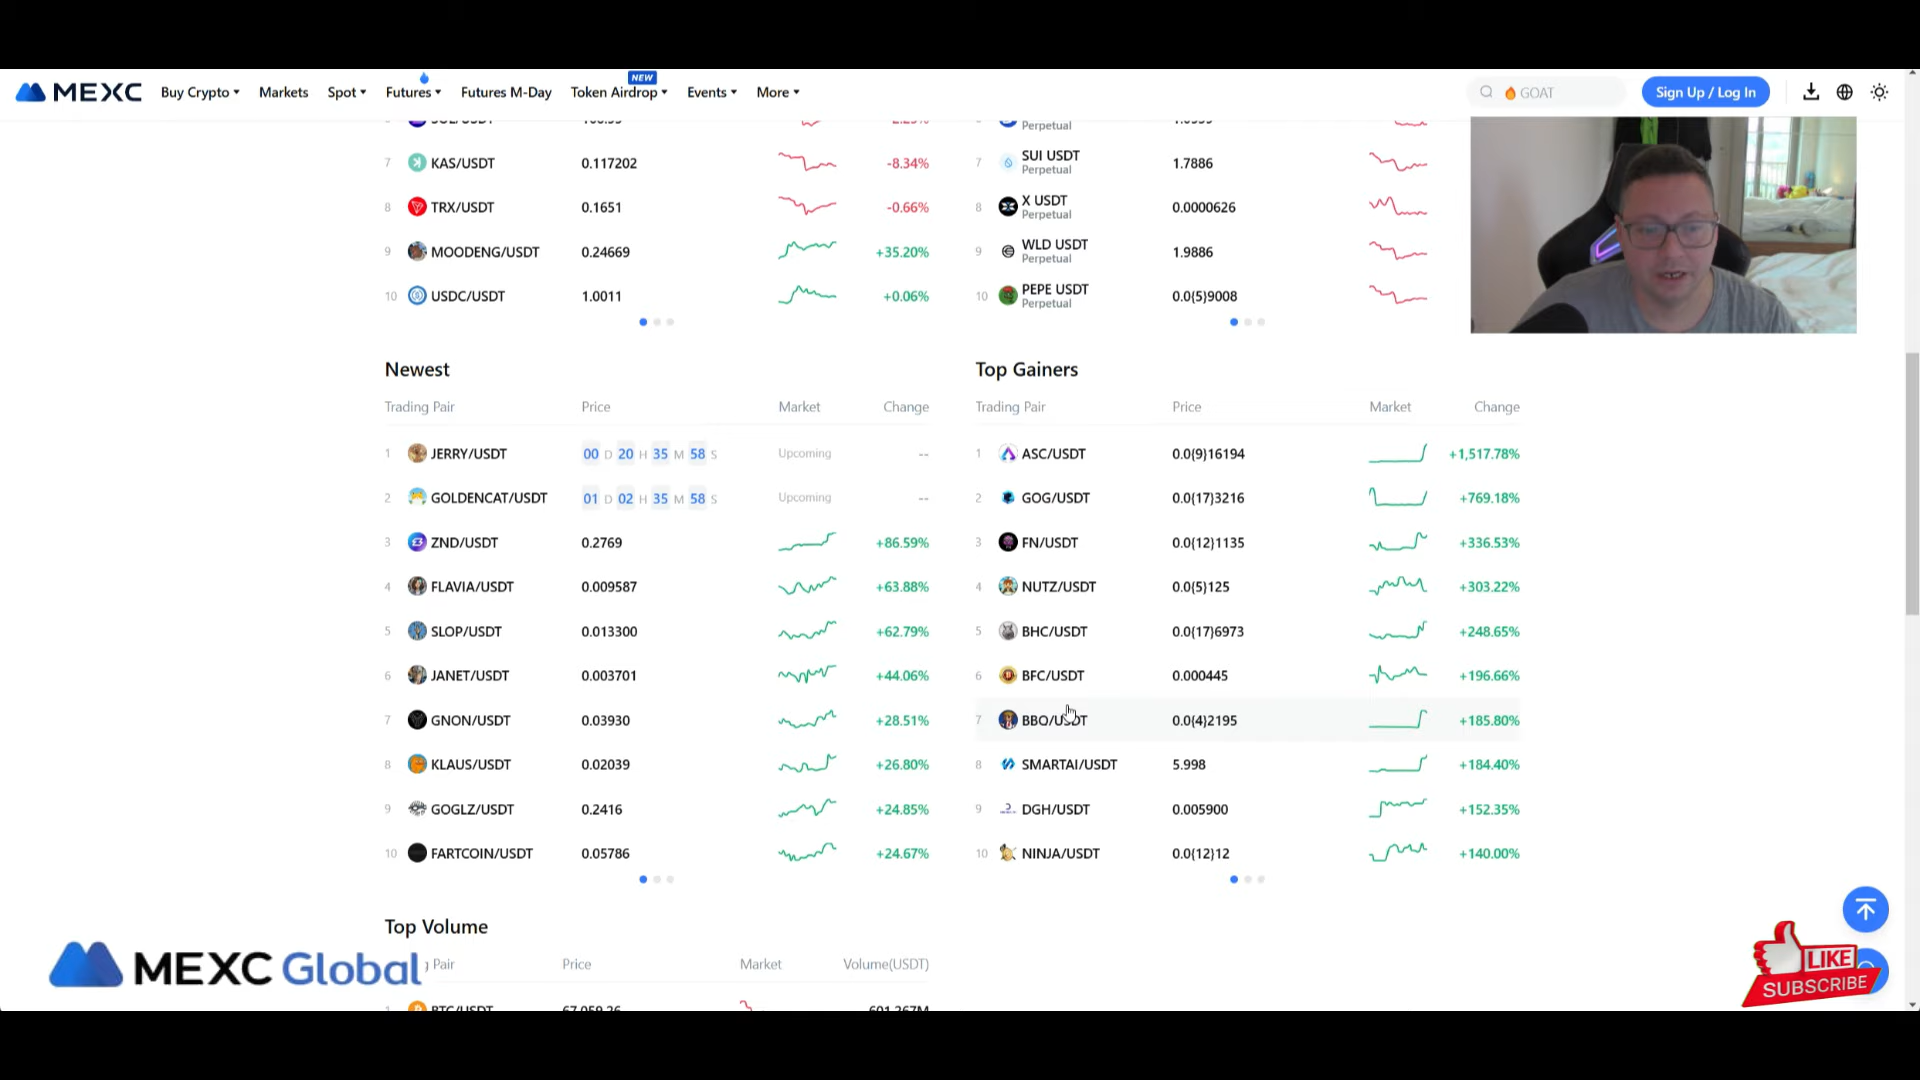 MEXC Buy Crypto Markets Spot Futures Futures M-Day Token Airdrop NEW Events More GOAT Sign Up / Log In
Perpetual
7 KAS/USDT 0.117202 -8.34%
7 SUI USDT Perpetual 1.7886
8 TRX/USDT 0.1651 -0.66%
8 X USDT Perpetual 0.0000626
9 MOODENG/USDT 0.24669 +35.20%
9 WLD USDT Perpetual 1.9886
10 USDC/USDT 1.0011 +0.06%
10 PEPE USDT Perpetual 0.0(5)9008
Newest
Trading Pair Price Market Change
1 JERRY/USDT 00 D 20 H 35 M 58 S Upcoming --
2 GOLDENCAT/USDT 01 D 02 H 35 M 58 S Upcoming --
3 ZND/USDT 0.2769 +86.59%
4 FLAVIA/USDT 0.009587 +63.88%
5 SLOP/USDT 0.013300 +62.79%
6 JANET/USDT 0.003701 +44.06%
7 GNON/USDT 0.03930 +28.51%
8 KLAUS/USDT 0.02039 +26.80%
9 GOGLZ/USDT 0.2416 +24.85%
10 FARTCOIN/USDT 0.05786 +24.67%
Top Gainers
Trading Pair Price Market Change
1 ASC/USDT 0.0(9)16194 +1,517.78%
2 GOG/USDT 0.0(17)3216 +769.18%
3 FN/USDT 0.0(12)1135 +336.53%
4 NUTZ/USDT 0.0(5)125 +303.22%
5 BHC/USDT 0.0(17)6973 +248.65%
6 BFC/USDT 0.000445 +196.66%
7 BBO/USDT 0.0(4)2195 +185.80%
8 SMARTAI/USDT 5.998 +184.40%
9 DGH/USDT 0.005900 +152.35%
10 NINJA/USDT 0.0(12)12 +140.00%
Top Volume
Pair Price Market Volume(USDT)
BTC/USDT 67,059.26 601.267M
MEXC Global
LIKE
SUBSCRIBE